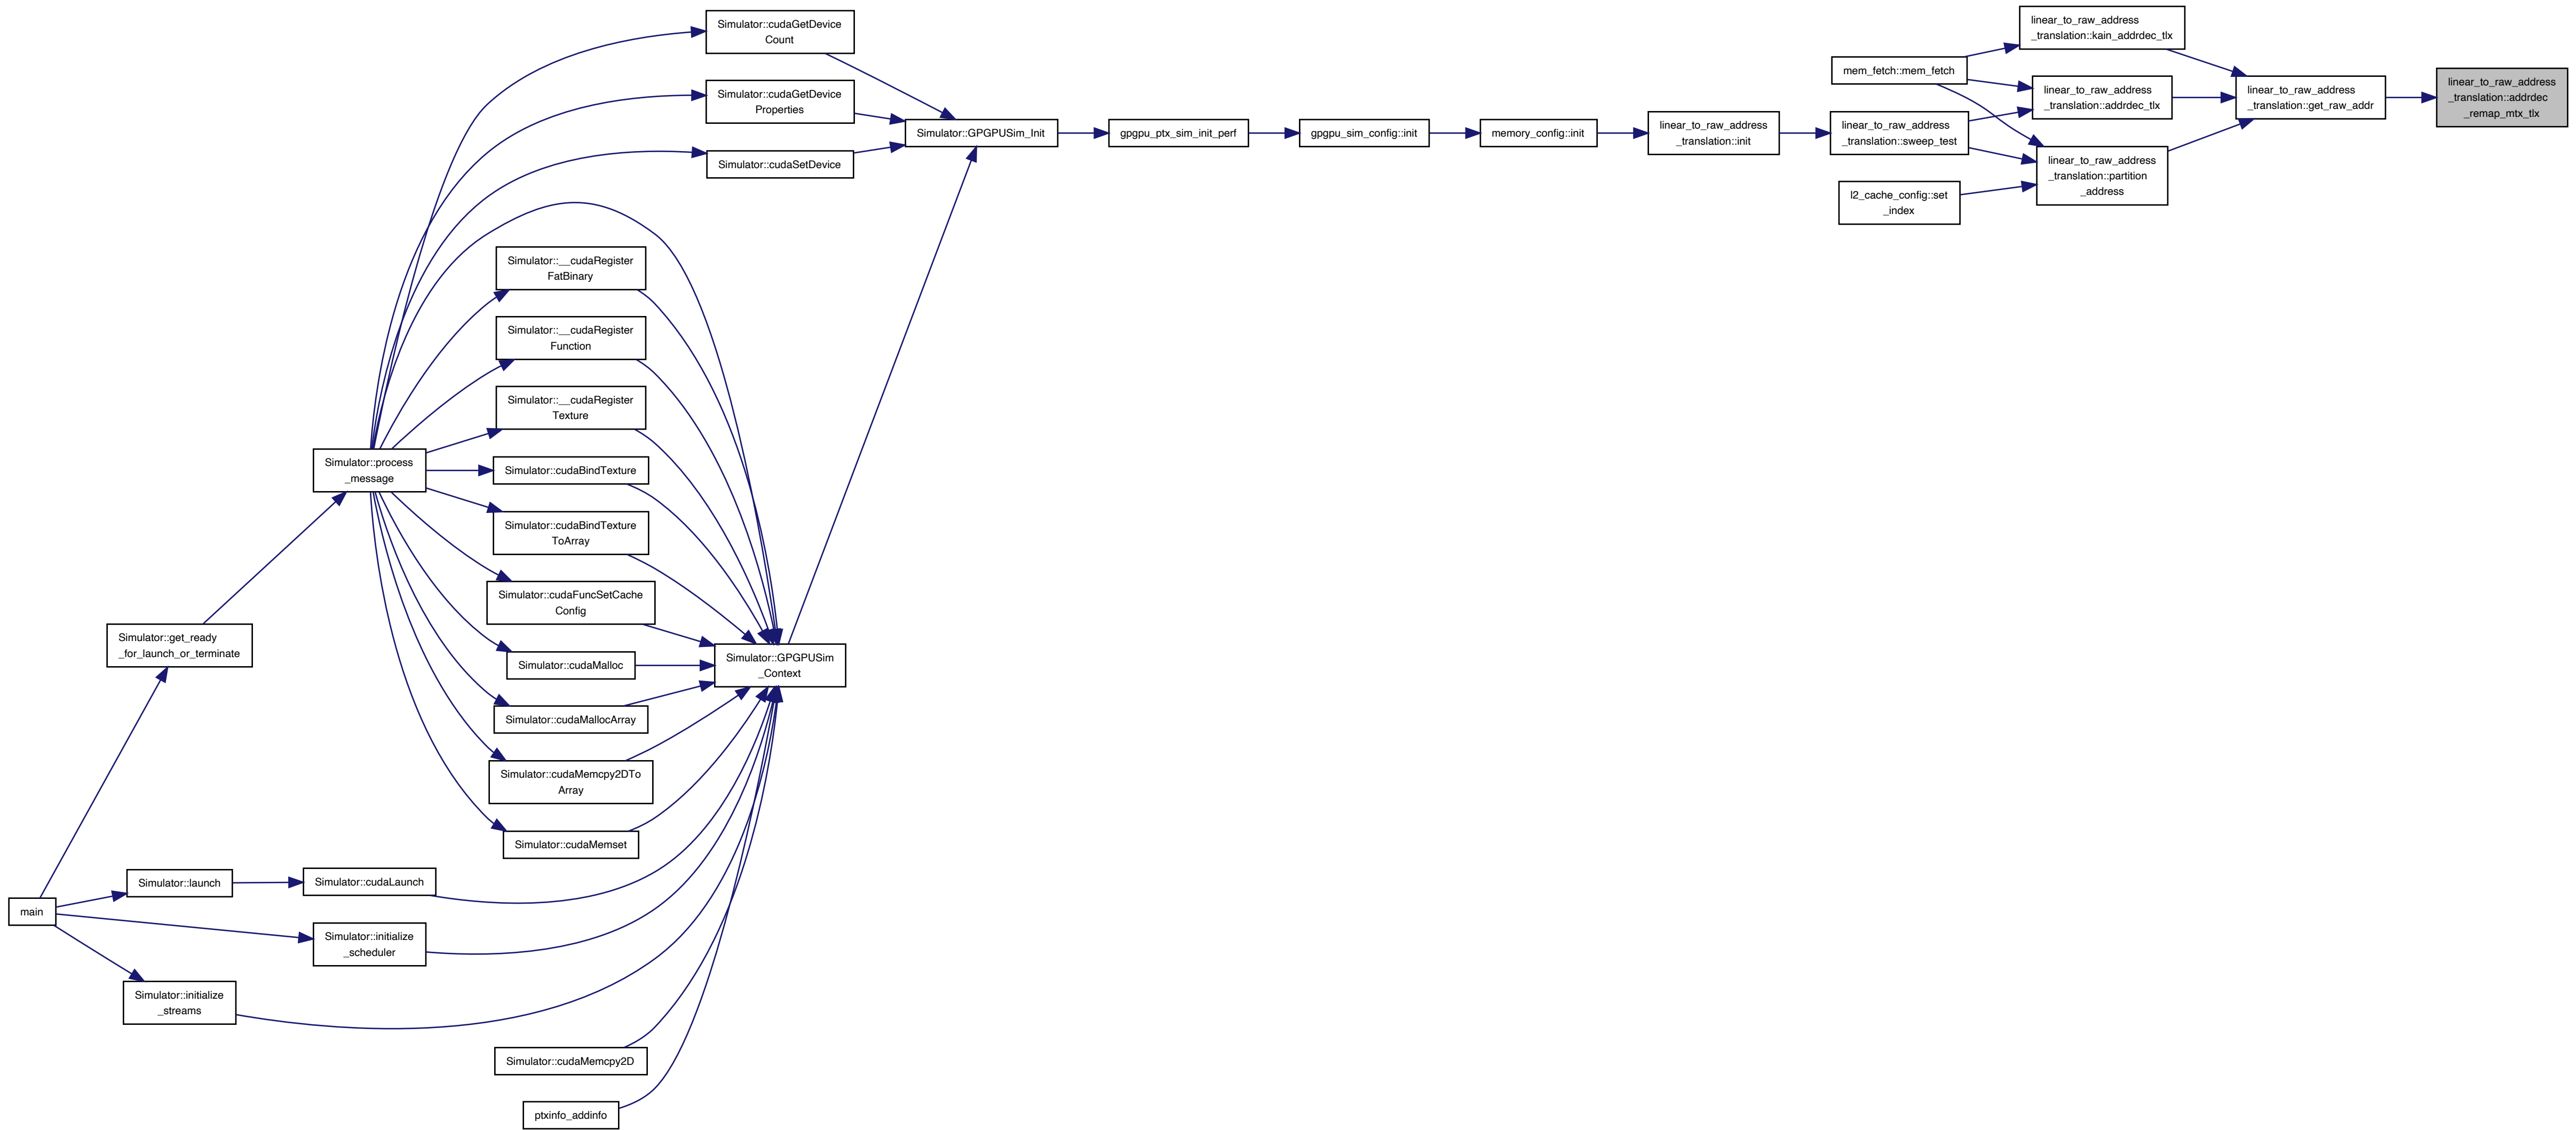 Simulator::cudaGetDevice
Count
Simulator::cudaGetDevice
Properties
Simulator::cudaSetDevice
Simulator::GPGPUSim_Init
gpgpu_ptx_sim_init_perf
gpgpu_sim_config::init
memory_config::init
linear_to_raw_address
_translation::init
linear_to_raw_address
_translation::sweep_test
mem_fetch::mem_fetch
l2_cache_config::set
_index
linear_to_raw_address
_translation::kain_addrdec_tlx
linear_to_raw_address
_translation::addrdec_tlx
linear_to_raw_address
_translation::partition
_address
linear_to_raw_address
_translation::get_raw_addr
linear_to_raw_address
_translation::addrdec
_remap_mtx_tlx
Simulator::__cudaRegister
FatBinary
Simulator::__cudaRegister
Function
Simulator::__cudaRegister
Texture
Simulator::process
_message
Simulator::cudaBindTexture
Simulator::cudaBindTexture
ToArray
Simulator::cudaFuncSetCache
Config
Simulator::get_ready
_for_launch_or_terminate
Simulator::cudaMalloc
Simulator::GPGPUSim
_Context
Simulator::cudaMallocArray
Simulator::cudaMemcpy2DTo
Array
Simulator::cudaMemset
Simulator::launch
Simulator::cudaLaunch
main
Simulator::initialize
_scheduler
Simulator::initialize
_streams
Simulator::cudaMemcpy2D
ptxinfo_addinfo